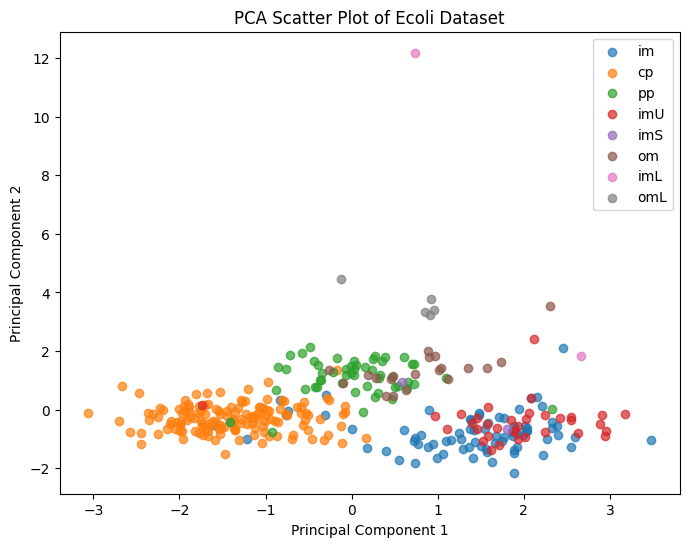 PCA Scatter Plot of Ecoli Dataset
im
cp
pp
imU
imS
om
imL
omL
Principal Component 2
12
10
8
6
4
2
0
−2
−3
−2
−1
0
1
2
3
Principal Component 1